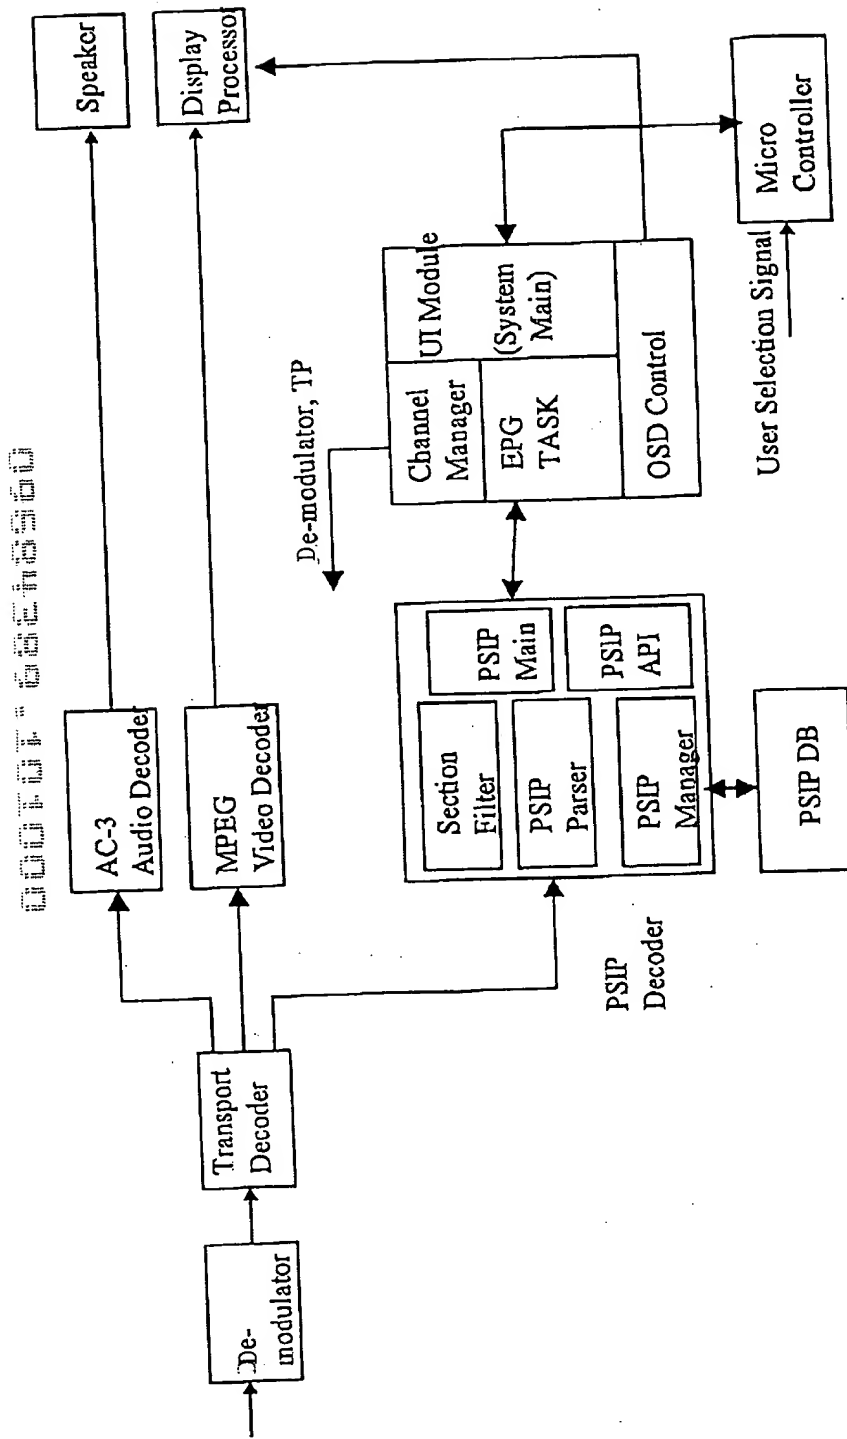 09684389.101000
De-
modulator
Transport
Decoder
AC-3
Audio Decoder
MPEG
Video Decoder
Speaker
Display
Processor
PSIP
Decoder
Section
Filter
PSIP
Parser
PSIP
Manager
PSIP
Main
PSIP
API
PSIP DB
De-modulator, TP
Channel
Manager
EPG
TASK
UI Module
(System
Main)
OSD Control
User Selection Signal
Micro
Controller